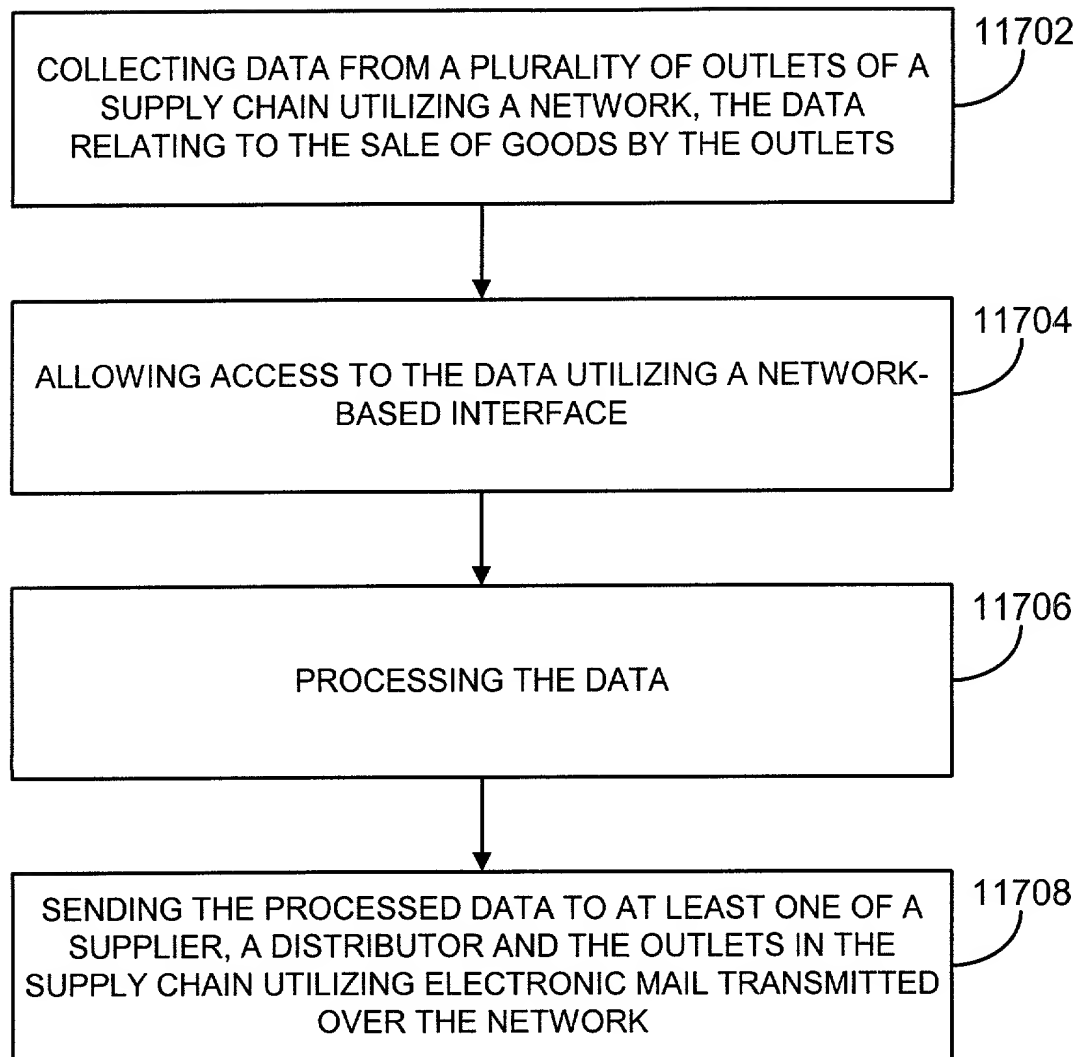 11702
COLLECTING DATA FROM A PLURALITY OF OUTLETS OF A
SUPPLY CHAIN UTILIZING A NETWORK, THE DATA
RELATING TO THE SALE OF GOODS BY THE OUTLETS
11704
ALLOWING ACCESS TO THE DATA UTILIZING A NETWORK-
BASED INTERFACE
11706
PROCESSING THE DATA
11708
SENDING THE PROCESSED DATA TO AT LEAST ONE OF A
SUPPLIER, A DISTRIBUTOR AND THE OUTLETS IN THE
SUPPLY CHAIN UTILIZING ELECTRONIC MAIL TRANSMITTED
OVER THE NETWORK